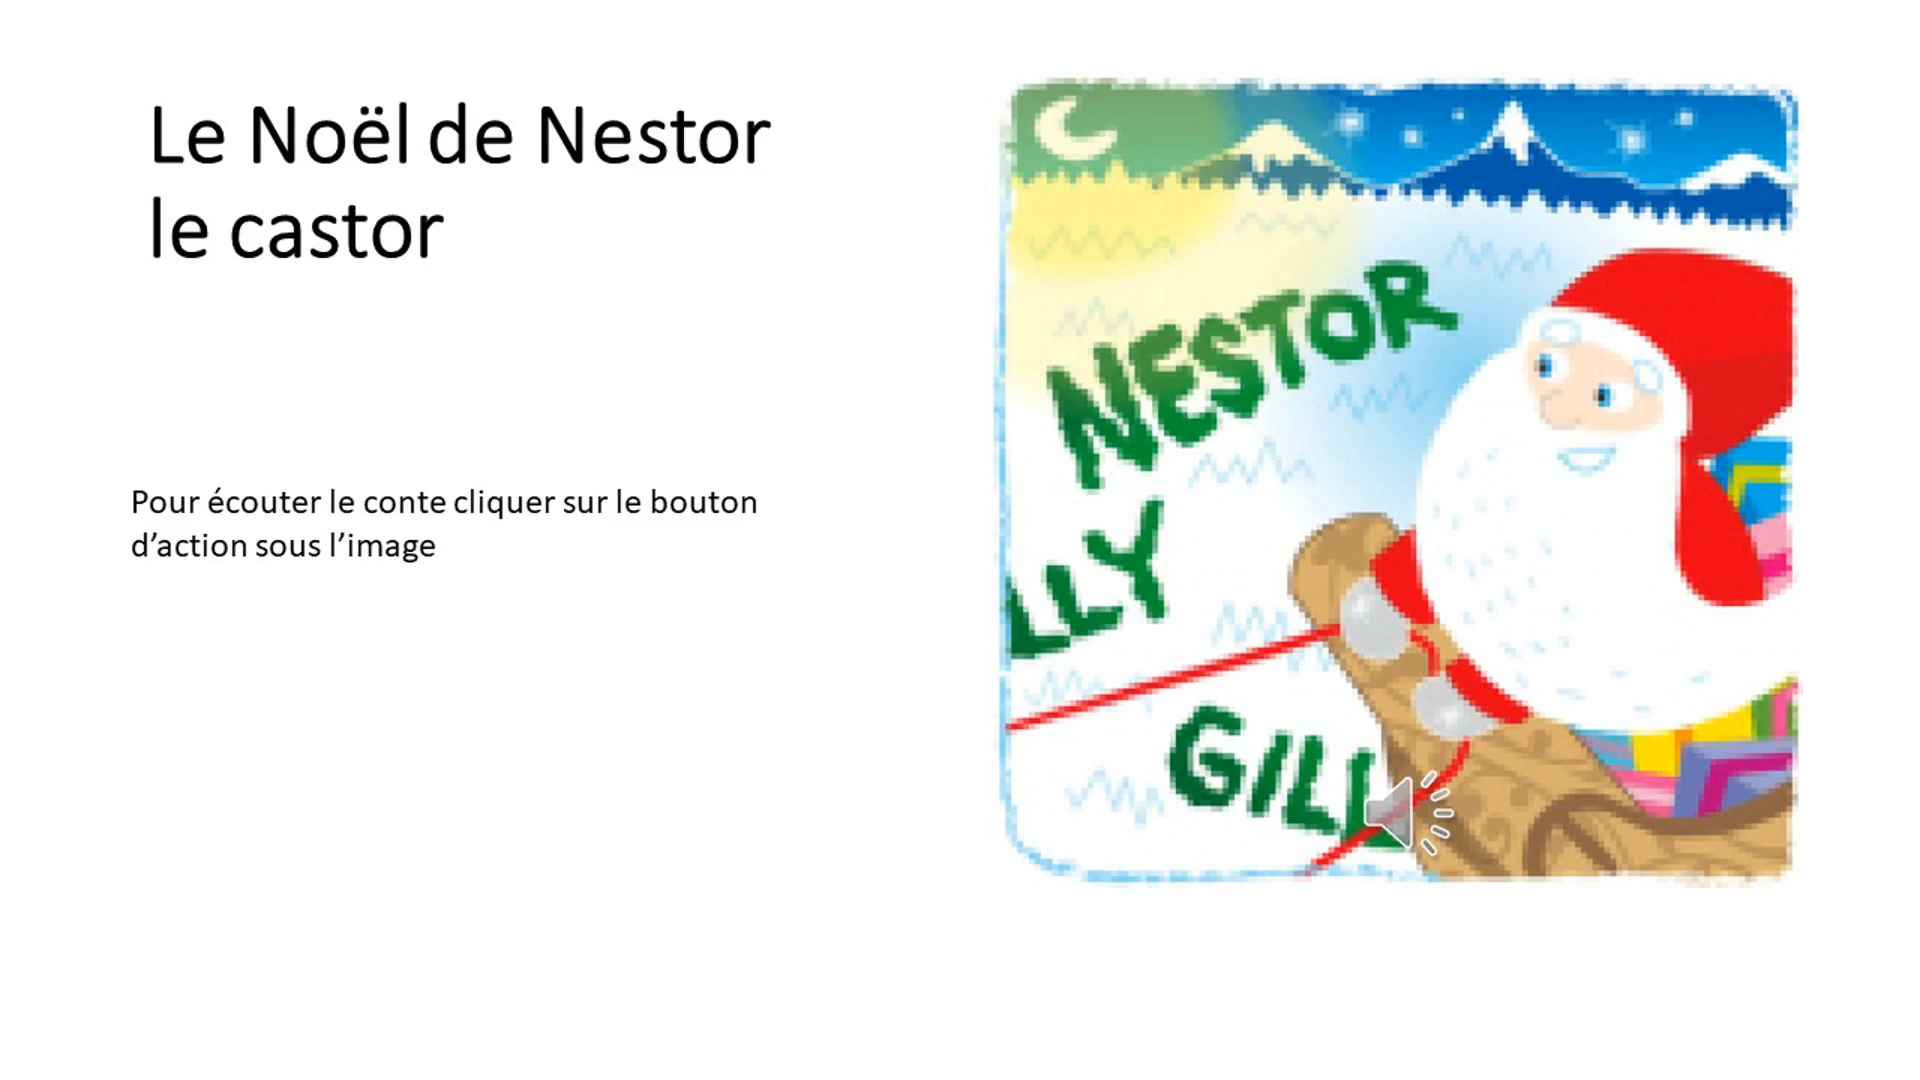 Le Noël de Nestor
le castor
Pour écouter le conte cliquer sur le bouton
d’action sous l’image
NESTOR
LLY
GILL